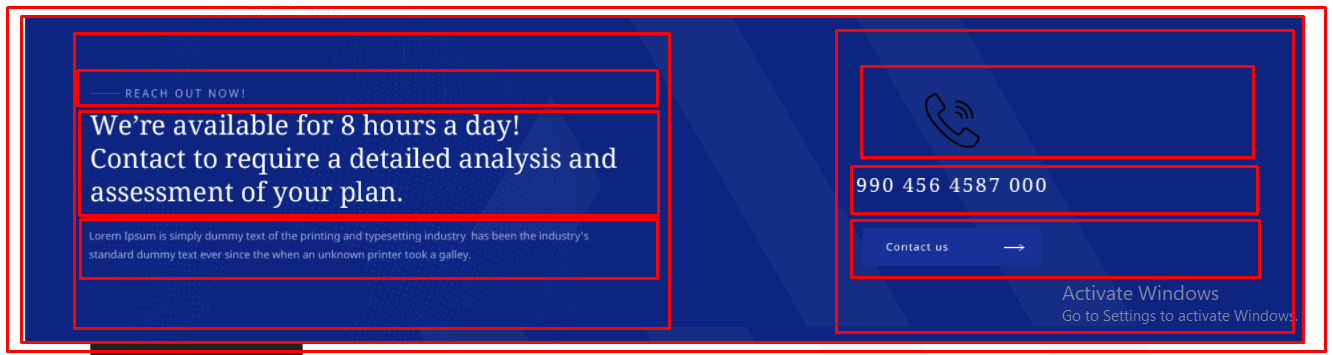 REACH OUT NOW!
We're available for 8 hours a day!
Contact to require a detailed analysis and
assessment of your plan.
Lorem Ipsum is simply dummy text of the printing and typesetting industry has been the industry's
standard dummy text ever since the when an unknown printer took a galley.
990 456 4587 000
Contact us
Activate Windows
Go to Settings to activate Windows.